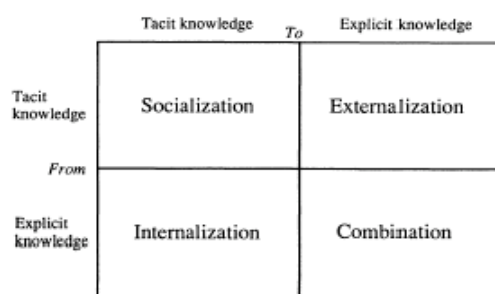 Tacit knowledge
To
Explicit knowledge
Tacit
knowledge
Socialization
Externalization
From
Explicit
knowledge
Internalization
Combination